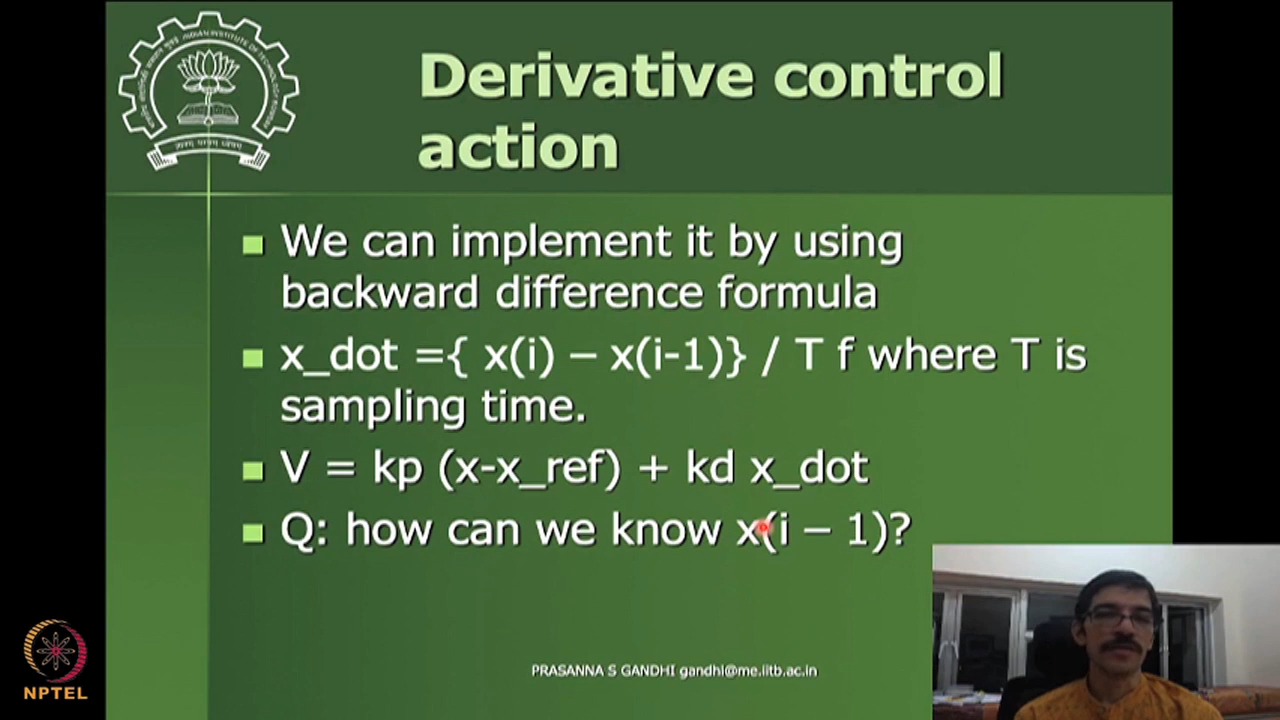 Derivative control
action
We can implement it by using
backward difference formula
x_dot ={ x(i) – x(i-1)} / T f where T is
sampling time.
V = kp (x-x_ref) + kd x_dot
Q: how can we know x(i – 1)?
PRASANNA S GANDHI gandhi@me.iitb.ac.in
NPTEL